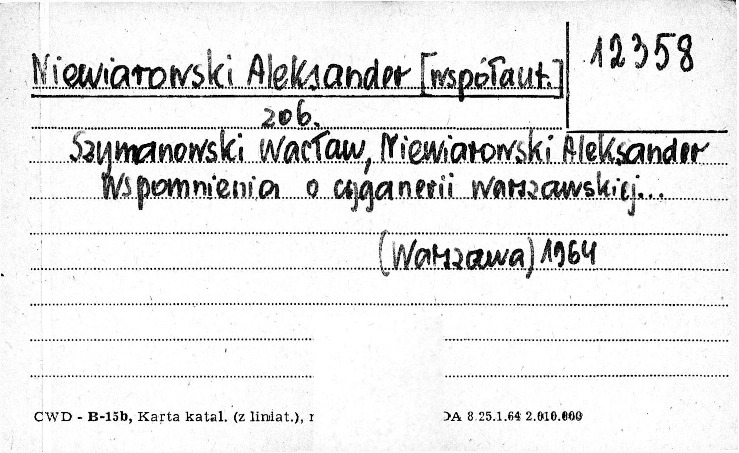 Niewiarowski Aleksander [współaut.]
12358
zob.
Szymanowski Wacław, Niewiarowski Aleksander
Wspomnienia o cyganerii warszawskiej...
(Warszawa) 1964
CWD - B-15b, Karta katal. (z liniat.), DA 8.25.1.64 2.010.000